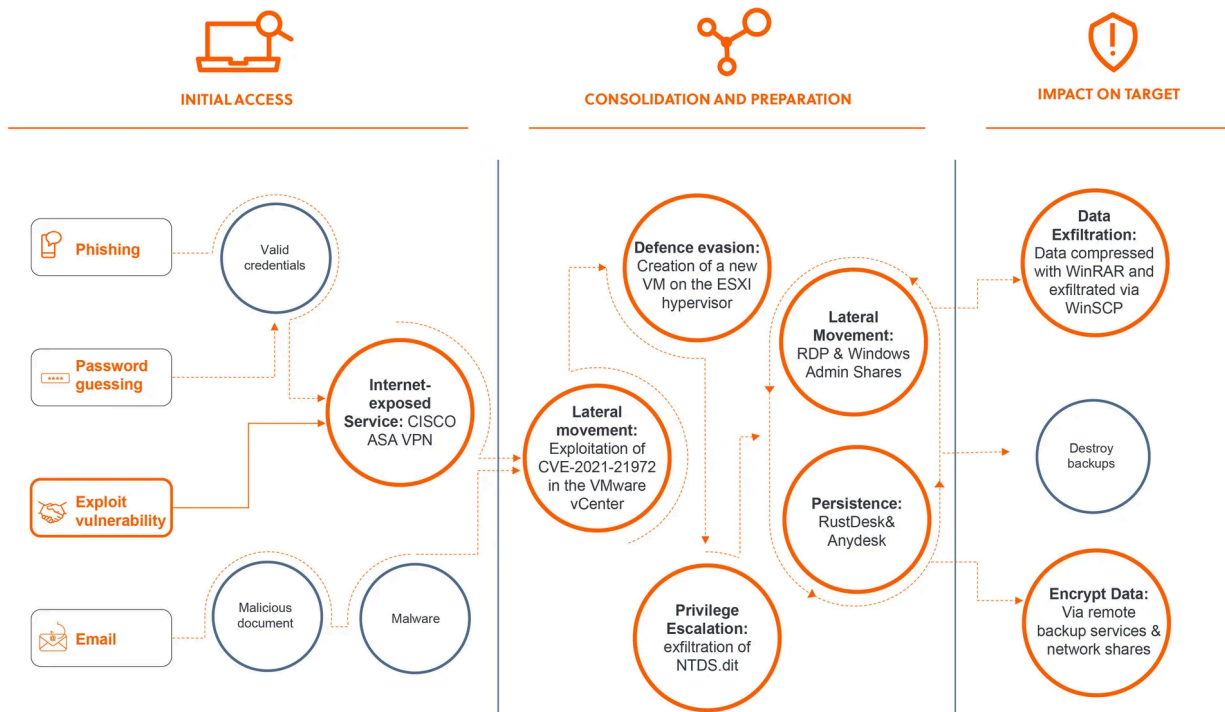 INITIAL ACCESS
CONSOLIDATION AND PREPARATION
IMPACT ON TARGET
Phishing
Valid
credentials
Password
guessing
****
Internet-
exposed
Service: CISCO
ASA VPN
Exploit
vulnerability
Email
Malicious
document
Malware
Lateral
movement:
Exploitation of
CVE-2021-21972
in the VMware
vCenter
Defence evasion:
Creation of a new
VM on the ESXI
hypervisor
Privilege
Escalation:
exfiltration of
NTDS.dit
Lateral
Movement:
RDP & Windows
Admin Shares
Persistence:
RustDesk&
Anydesk
Data
Exfiltration:
Data compressed
with WinRAR and
exfiltrated via
WinSCP
Destroy
backups
Encrypt Data:
Via remote
backup services &
network shares